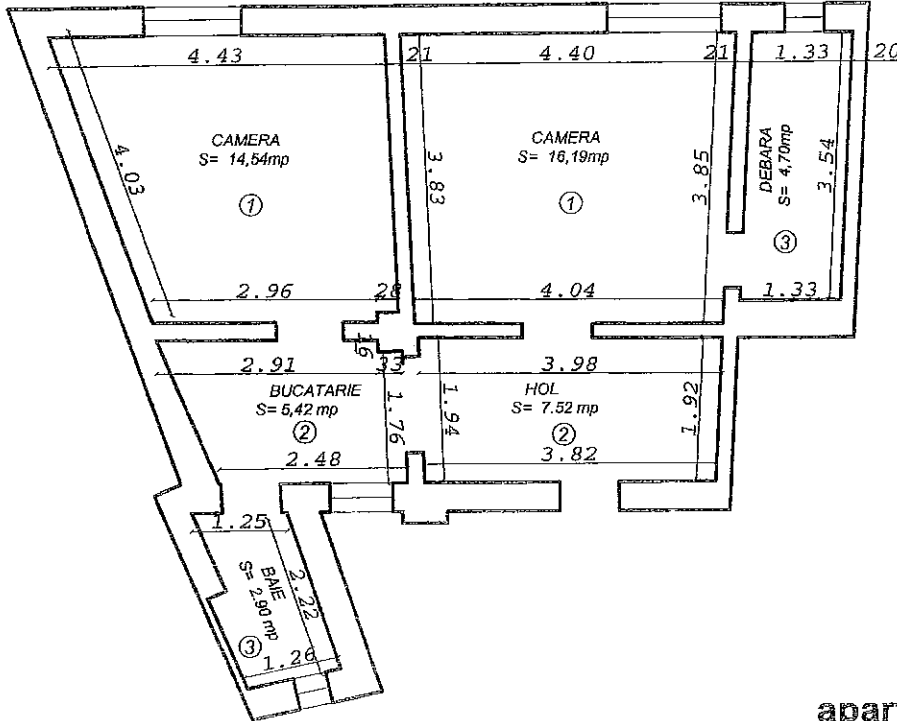 4.43
21
4.40
21
1.33
20
CAMERA
S= 14,54mp
1
4.03
CAMERA
S= 16,19mp
1
3.83
3.85
DEBARA
S= 4,70mp
3
3.54
2.96
28
4.04
1.33
16
2.91
33
3.98
BUCATARIE
S= 5,42 mp
2
1.76
1.94
HOL
S= 7.52 mp
2
1.92
2.48
3.82
1.25
BAIE
S= 2.90 mp
3
2.22
1.26
apar